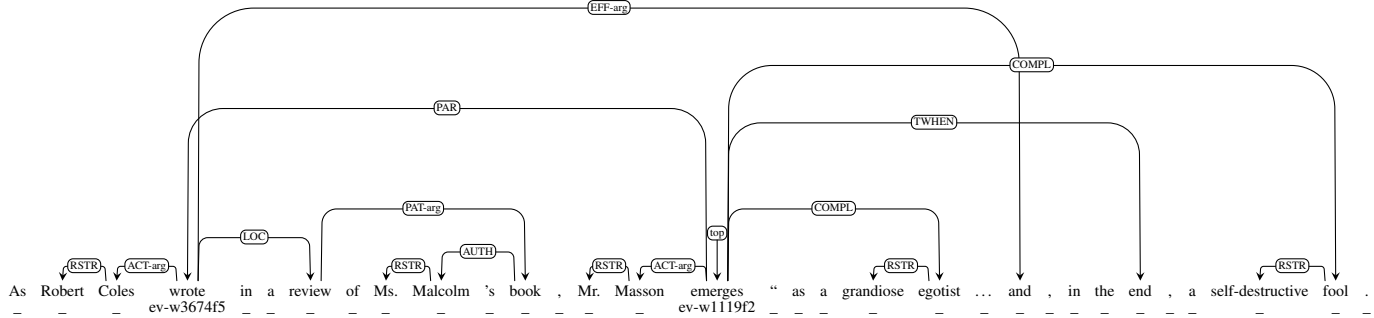 EFF-arg
COMPL
PAR
TWHEN
PAT-arg COMPL
LOC top
AUTH
RSTR ACT-arg RSTR RSTR ACT-arg RSTR RSTR
As Robert Coles wrote in a review of Ms. Malcolm 's book , Mr. Masson emerges “ as a grandiose egotist … and , in the end , a self-destructive fool .
_ _ _ ev-w3674f5 _ _ _ _ _ _ _ _ _ _ _ ev-w1119f2 _ _ _ _ _ _ _ _ _ _ _ _ _ _ _ _